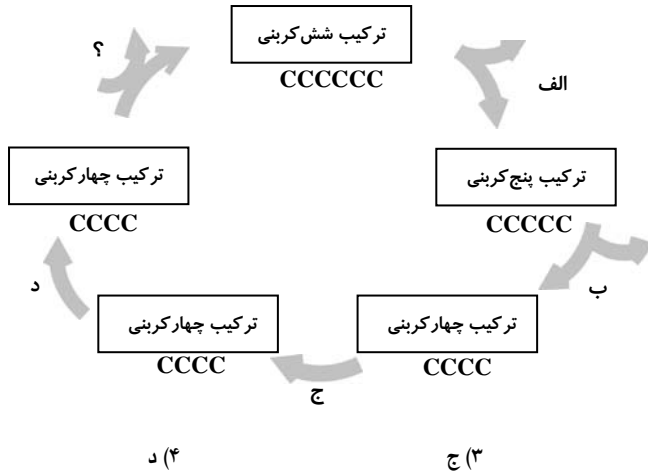 ترکیب شش‌کربنی
CCCCCC
؟
الف
ترکیب پنج‌کربنی
CCCCC
ترکیب چهارکربنی
CCCC
ب
د
ترکیب چهارکربنی
CCCC
ترکیب چهارکربنی
CCCC
ج
۳) ج
۴) د